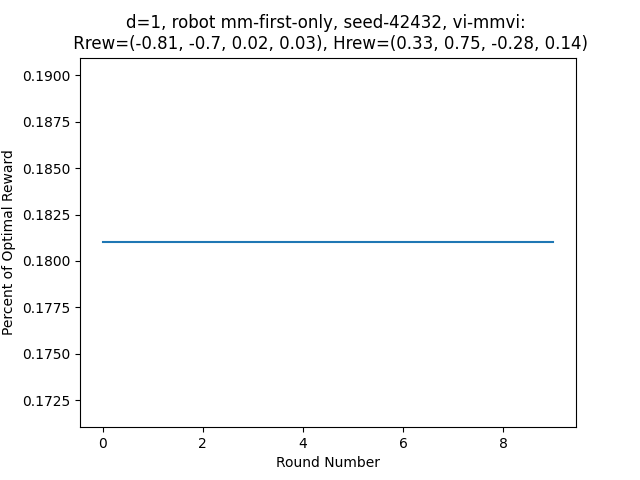 d=1, robot mm-first-only, seed-42432, vi-mmvi:
Rrew=(-0.81, -0.7, 0.02, 0.03), Hrew=(0.33, 0.75, -0.28, 0.14)
0.1900
0.1875
0.1850
0.1825
0.1800
0.1775
0.1750
0.1725
Percent of Optimal Reward
0 2 4 6 8
Round Number